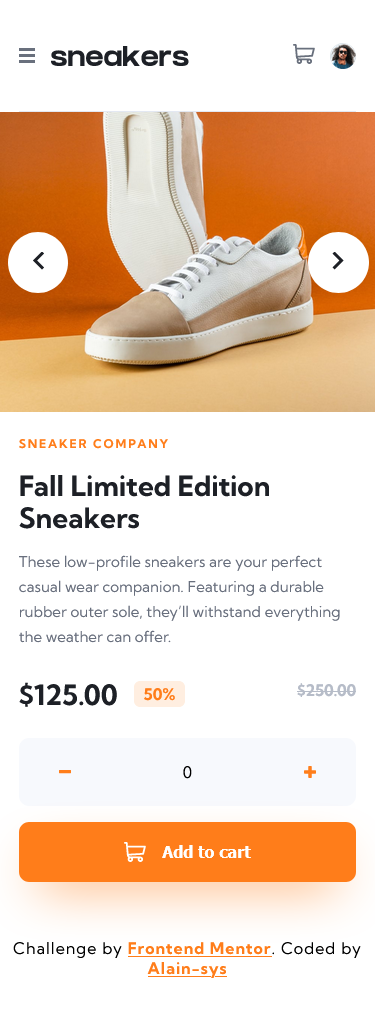 sneakers
SNEAKER COMPANY
Fall Limited Edition
Sneakers
These low-profile sneakers are your perfect
casual wear companion. Featuring a durable
rubber outer sole, they’ll withstand everything
the weather can offer.
$125.00 50% $250.00
− 0 +
Add to cart
Challenge by Frontend Mentor. Coded by
Alain-sys